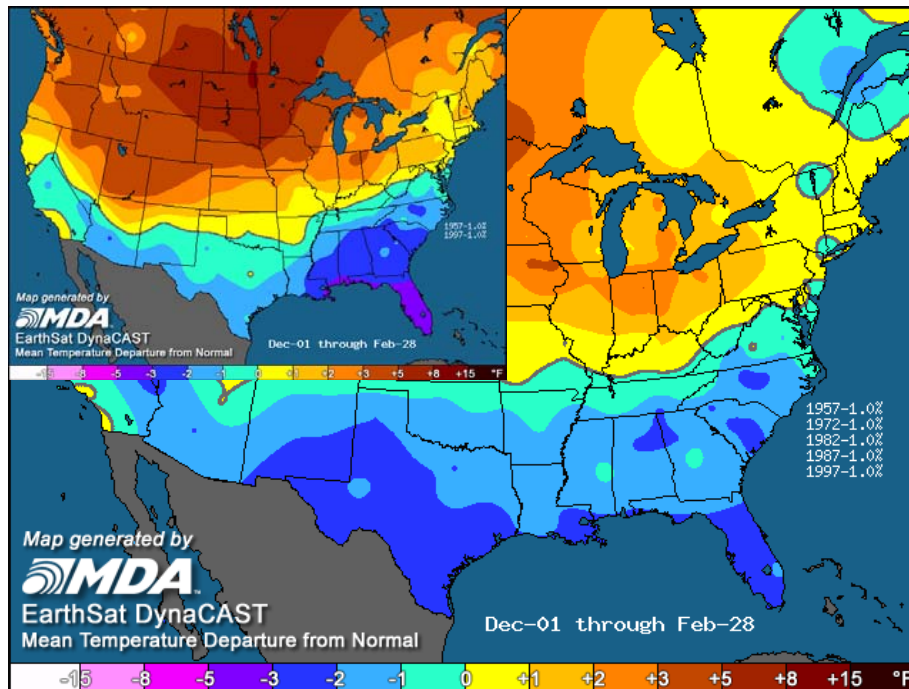 1957-1.0%
1997-1.0%
Map generated by
MDA
EarthSat DynaCAST
Mean Temperature Departure from Normal
Dec-01 through Feb-28
-15 -8 -5 -3 -2 -1 0 +1 +2 +3 +5 +8 +15 °F
1957-1.0%
1972-1.0%
1982-1.0%
1987-1.0%
1997-1.0%
Map generated by
MDA
EarthSat DynaCAST
Mean Temperature Departure from Normal
Dec-01 through Feb-28
-15 -8 -5 -3 -2 -1 0 +1 +2 +3 +5 +8 +15 °F